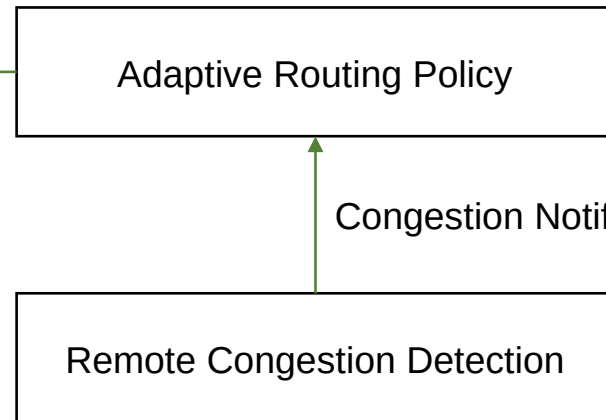 Adaptive Routing Policy
Congestion Notif
Remote Congestion Detection